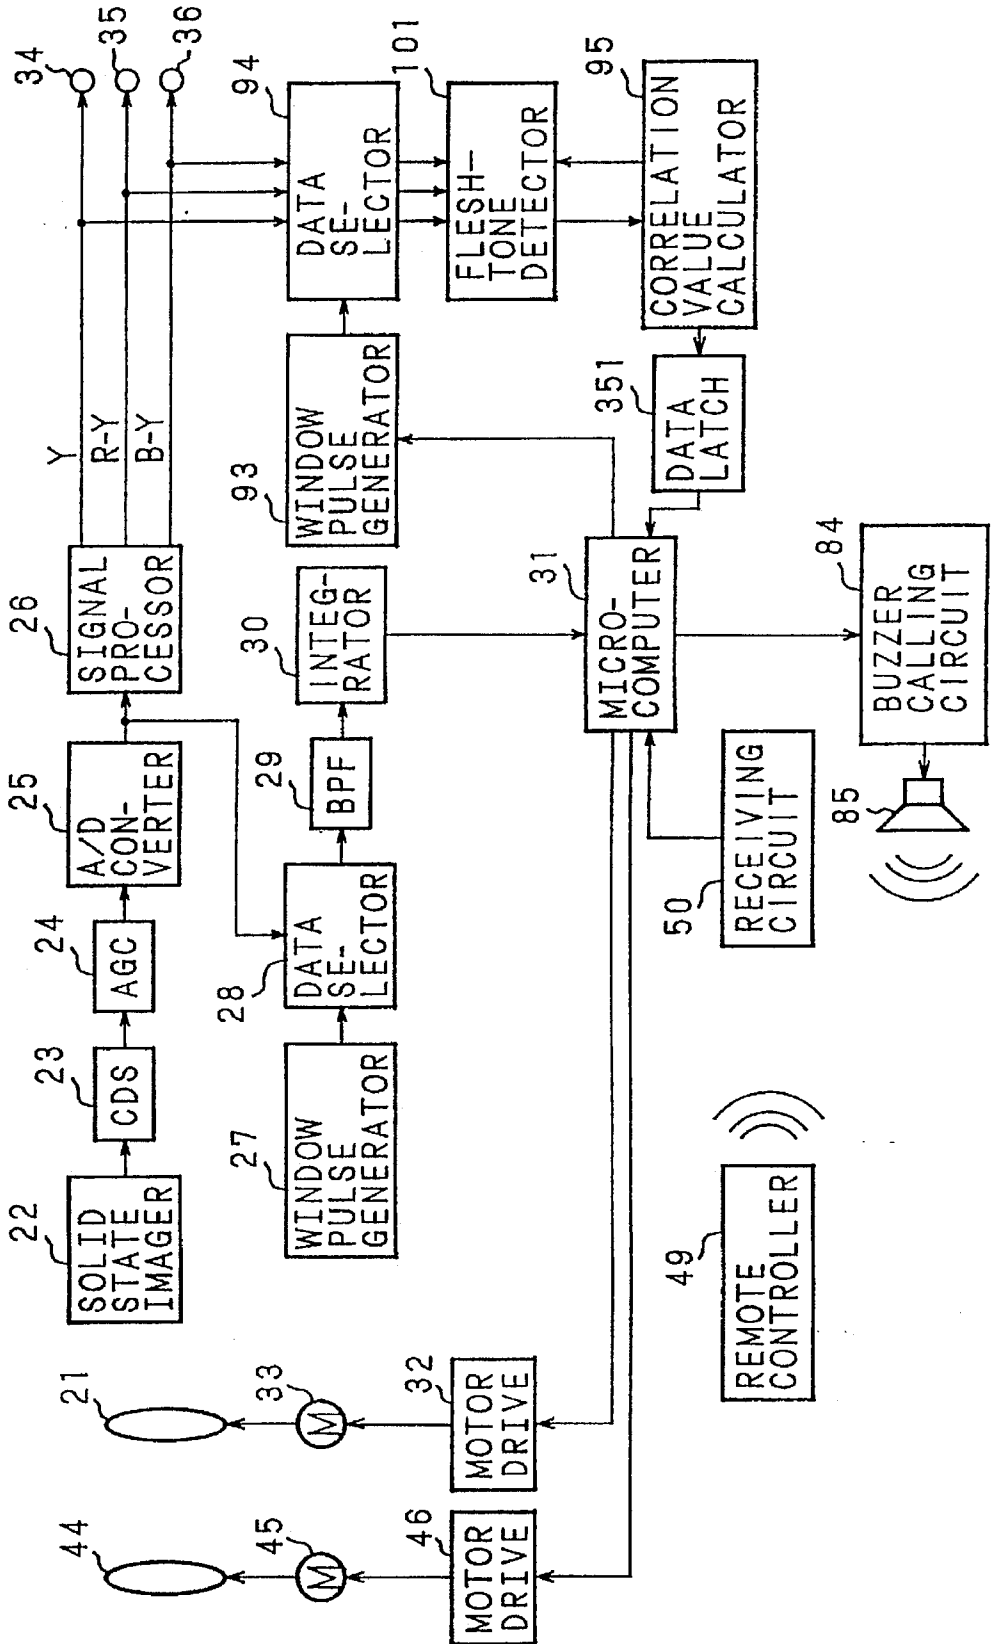 44
21
22
SOLID
STATE
IMAGER
23
CDS
24
AGC
25
A/D
CON-
VERTER
26
SIGNAL
PRO-
CESSOR
Y
R-Y
B-Y
34
35
36
45
M
33
M
27
WINDOW
PULSE
GENERATOR
28
DATA
SE-
LECTOR
29
BPF
30
INTEG-
RATOR
93
WINDOW
PULSE
GENERATOR
94
DATA
SE-
LECTOR
101
FLESH-
TONE
DETECTOR
46
MOTOR
DRIVE
32
MOTOR
DRIVE
31
MICRO-
COMPUTER
351
DATA
LATCH
95
CORRELATION
VALUE
CALCULATOR
49
REMOTE
CONTROLLER
50
RECEIVING
CIRCUIT
85
84
BUZZER
CALLING
CIRCUIT